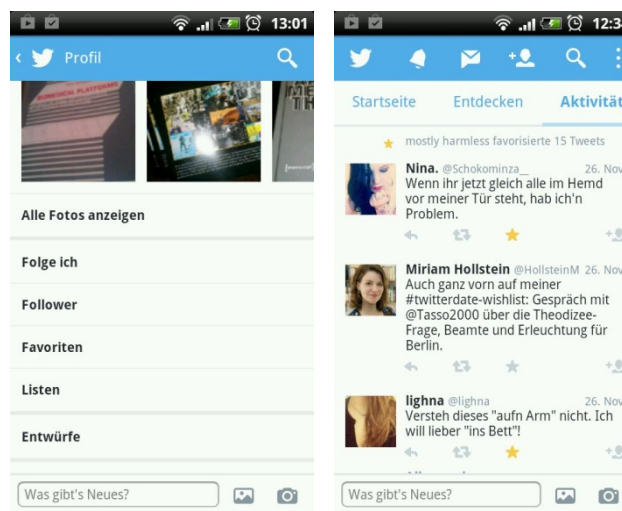 13:01
Profil
Alle Fotos anzeigen
Folge ich
Follower
Favoriten
Listen
Entwürfe
Was gibt's Neues?
12:34
Startseite Entdecken Aktivität
mostly harmless favorisierte 15 Tweets
Nina. @Schokominza__ 26. Nov
Wenn ihr jetzt gleich alle im Hemd
vor meiner Tür steht, hab ich'n
Problem.
Miriam Hollstein @HollsteinM 26. Nov
Auch ganz vorn auf meiner
#twitterdate-wishlist: Gespräch mit
@Tasso2000 über die Theodizee-
Frage, Beamte und Erleuchtung für
Berlin.
lighna @lighna 26. Nov
Versteh dieses "aufn Arm" nicht. Ich
will lieber "ins Bett"!
Was gibt's Neues?